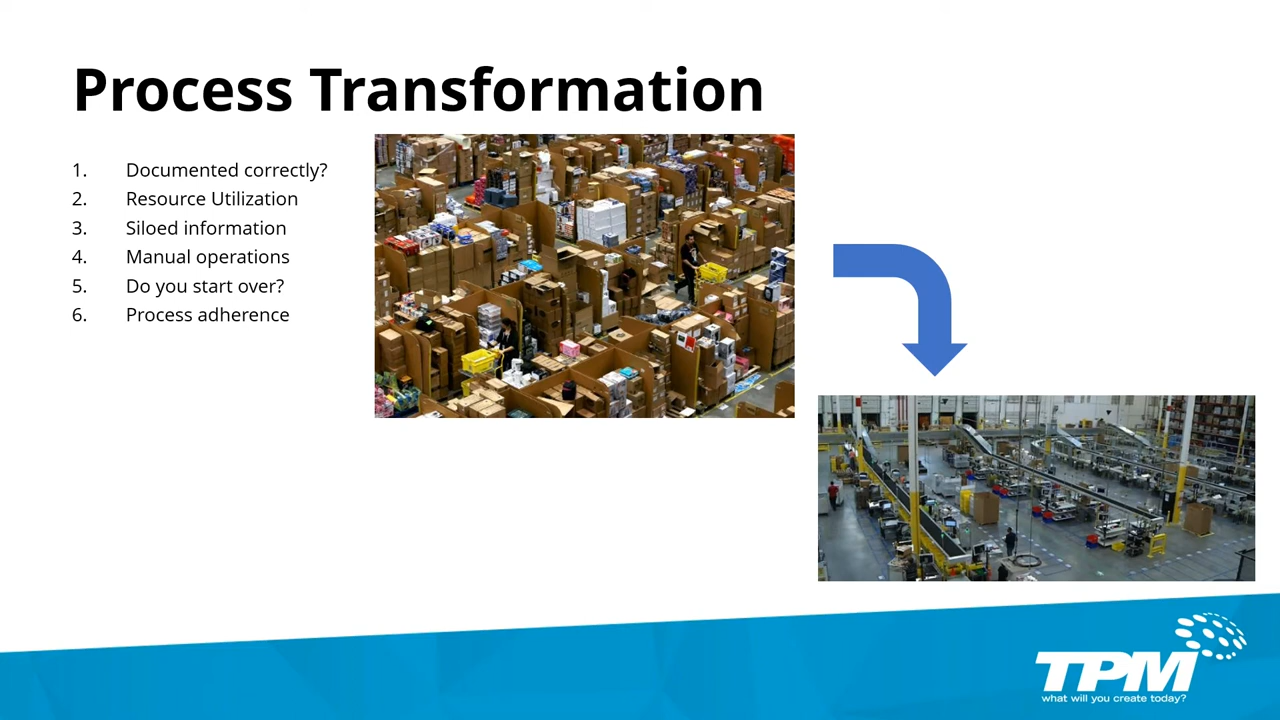 Process Transformation
1. Documented correctly?
2. Resource Utilization
3. Siloed information
4. Manual operations
5. Do you start over?
6. Process adherence
TPM
what will you create today?